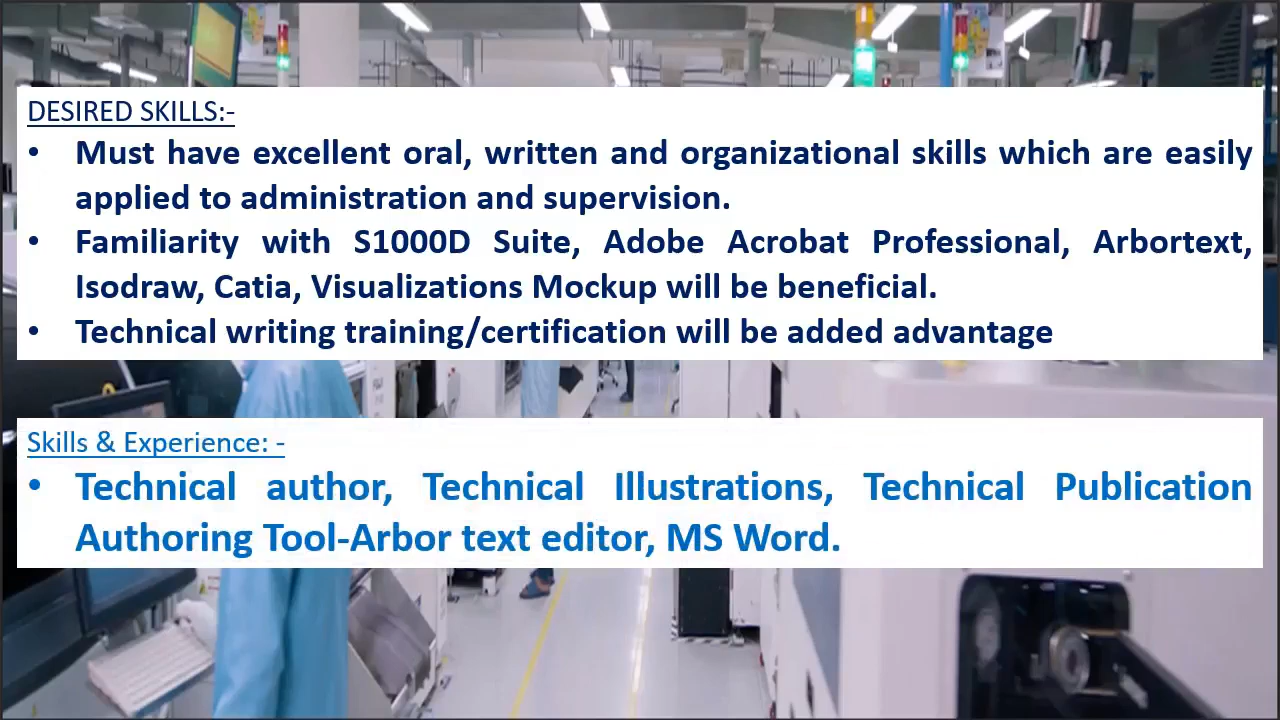 DESIRED SKILLS:-
• Must have excellent oral, written and organizational skills which are easily
applied to administration and supervision.
• Familiarity with S1000D Suite, Adobe Acrobat Professional, Arbortext,
Isodraw, Catia, Visualizations Mockup will be beneficial.
• Technical writing training/certification will be added advantage
Skills & Experience: -
• Technical author, Technical Illustrations, Technical Publication
Authoring Tool-Arbor text editor, MS Word.